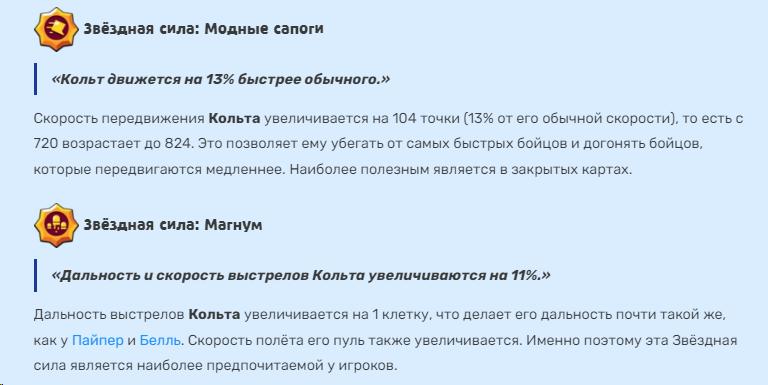 Звёздная сила: Модные сапоги
«Кольт движется на 13% быстрее обычного.»
Скорость передвижения Кольта увеличивается на 104 точки (13% от его обычной скорости), то есть с
720 возрастает до 824. Это позволяет ему убегать от самых быстрых бойцов и догонять бойцов,
которые передвигаются медленнее. Наиболее полезным является в закрытых картах.
Звёздная сила: Магнум
«Дальность и скорость выстрелов Кольта увеличиваются на 11%.»
Дальность выстрелов Кольта увеличивается на 1 клетку, что делает его дальность почти такой же,
как у Пайпер и Белль. Скорость полёта его пуль также увеличивается. Именно поэтому эта Звёздная
сила является наиболее предпочитаемой у игроков.